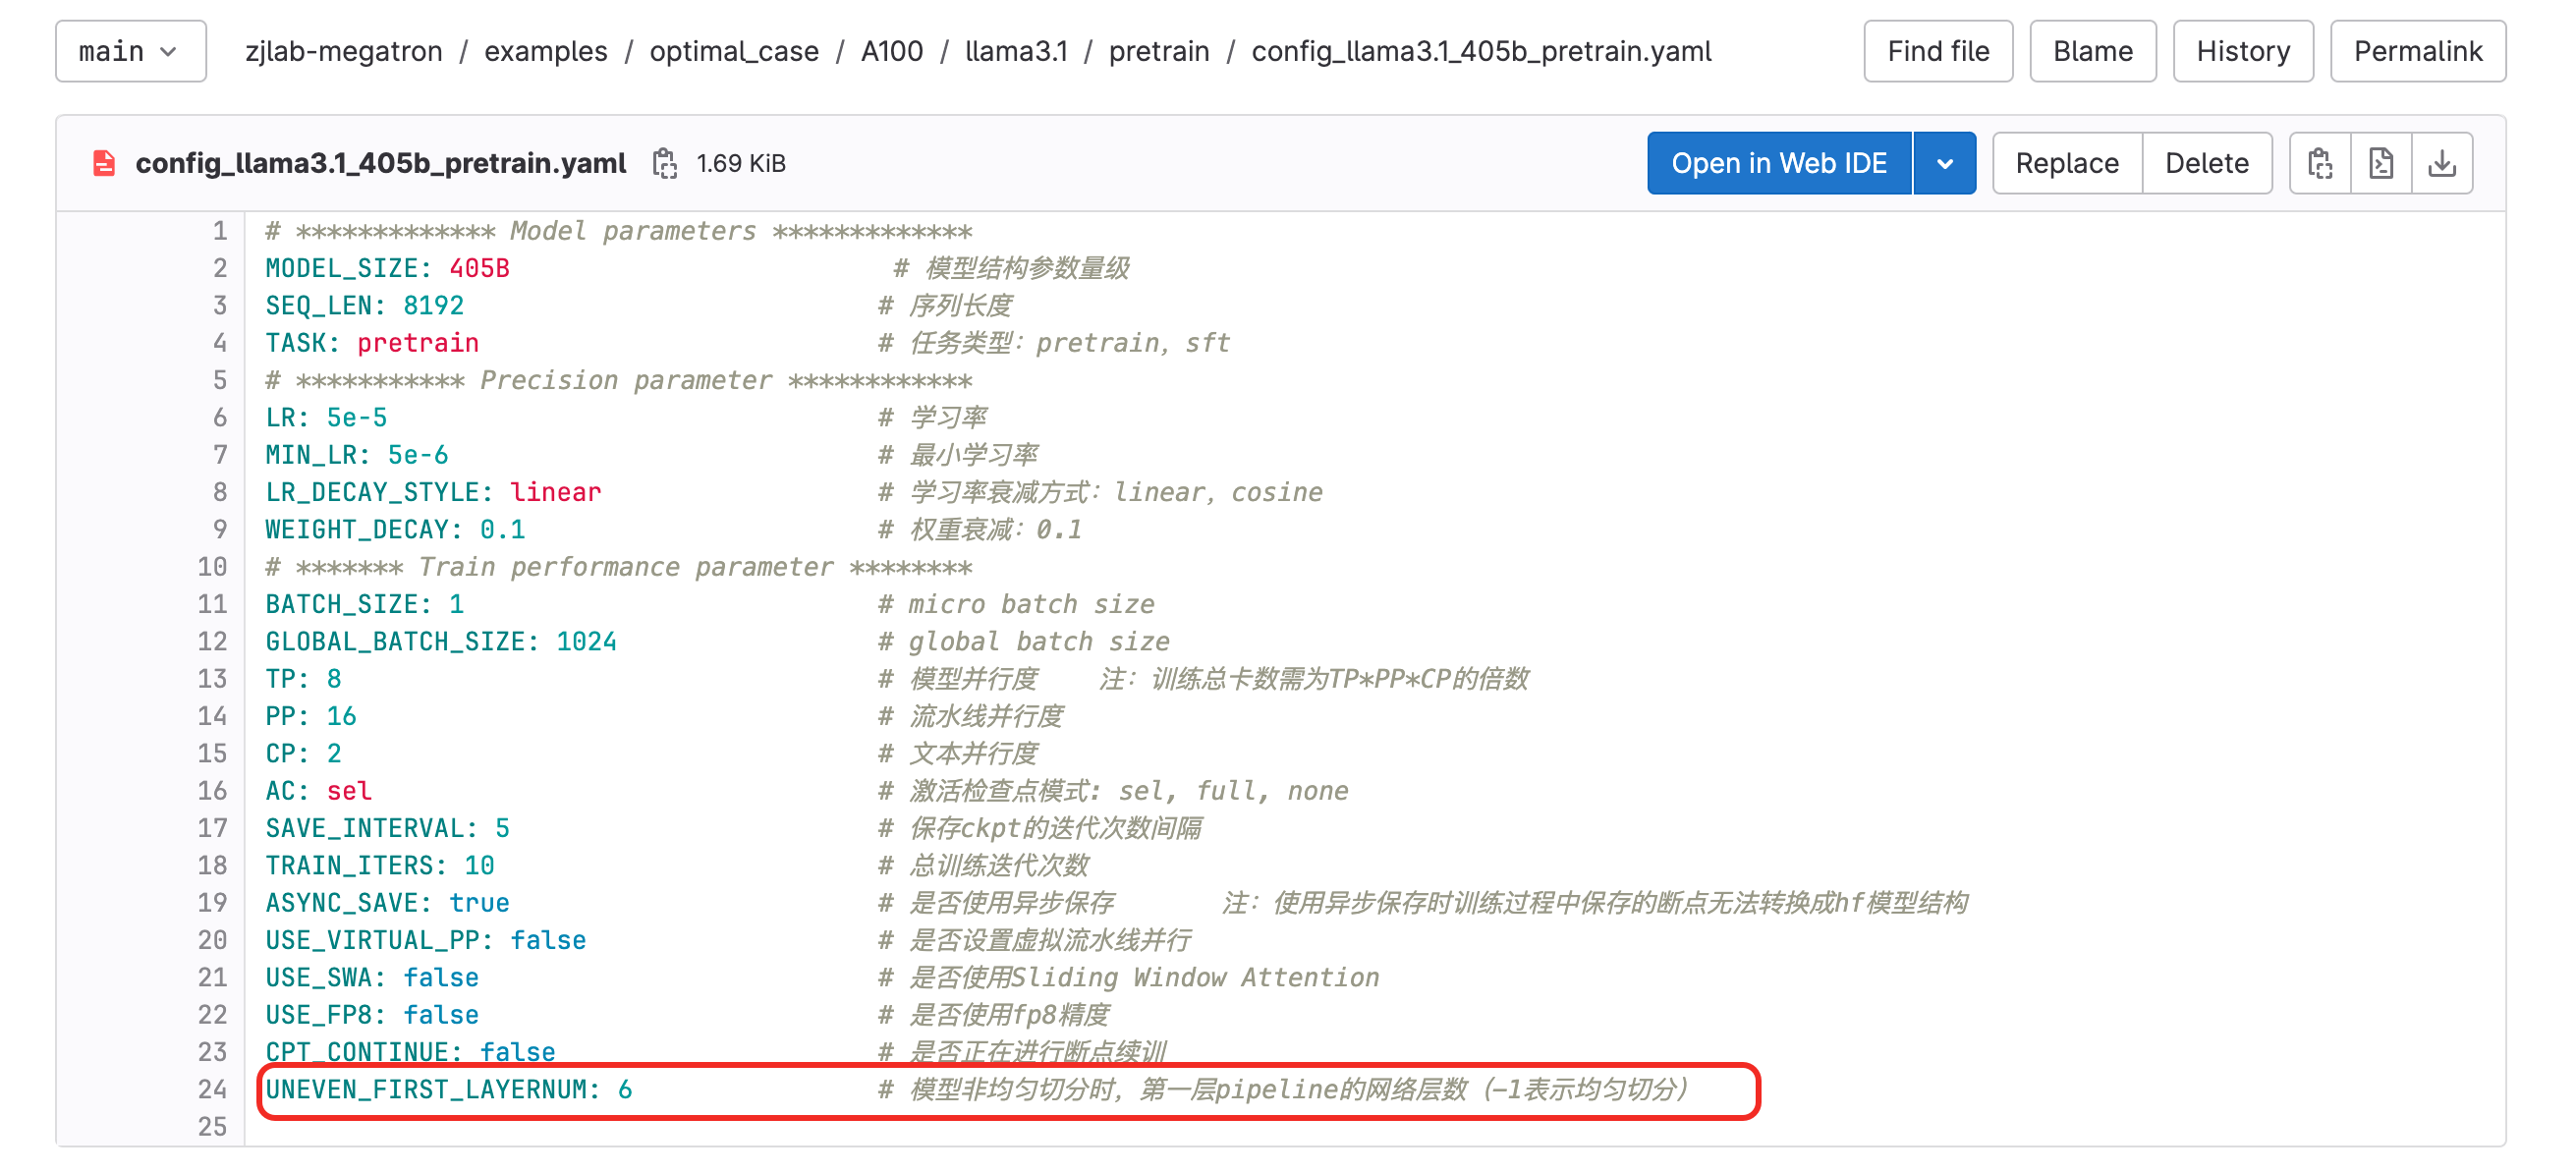 main
zjlab-megatron / examples / optimal_case / A100 / llama3.1 / pretrain / config_llama3.1_405b_pretrain.yaml
Find file
Blame
History
Permalink
config_llama3.1_405b_pretrain.yaml 1.69 KiB
Open in Web IDE
Replace
Delete
1 # ************* Model parameters *************
2 MODEL_SIZE: 405B # 模型结构参数量级
3 SEQ_LEN: 8192 # 序列长度
4 TASK: pretrain # 任务类型：pretrain，sft
5 # *********** Precision parameter ************
6 LR: 5e-5 # 学习率
7 MIN_LR: 5e-6 # 最小学习率
8 LR_DECAY_STYLE: linear # 学习率衰减方式：linear，cosine
9 WEIGHT_DECAY: 0.1 # 权重衰减：0.1
10 # ******* Train performance parameter ********
11 BATCH_SIZE: 1 # micro batch size
12 GLOBAL_BATCH_SIZE: 1024 # global batch size
13 TP: 8 # 模型并行度 注：训练总卡数需为TP*PP*CP的倍数
14 PP: 16 # 流水线并行度
15 CP: 2 # 文本并行度
16 AC: sel # 激活检查点模式: sel, full, none
17 SAVE_INTERVAL: 5 # 保存ckpt的迭代次数间隔
18 TRAIN_ITERS: 10 # 总训练迭代次数
19 ASYNC_SAVE: true # 是否使用异步保存 注：使用异步保存时训练过程中保存的断点无法转换成hf模型结构
20 USE_VIRTUAL_PP: false # 是否设置虚拟流水线并行
21 USE_SWA: false # 是否使用Sliding Window Attention
22 USE_FP8: false # 是否使用fp8精度
23 CPT_CONTINUE: false # 是否正在进行断点续训
24 UNEVEN_FIRST_LAYERNUM: 6 # 模型非均匀切分时，第一层pipeline的网络层数（-1表示均匀切分）
25